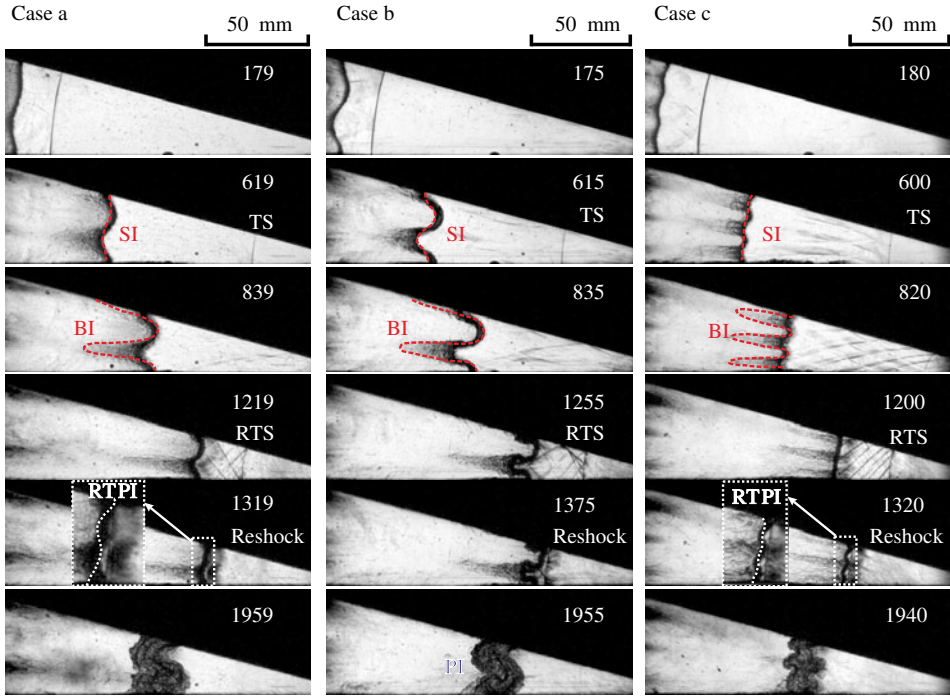 Case a
Case b
Case c
50 mm
50 mm
50 mm
179
175
180
619
TS
SI
615
TS
SI
600
TS
SI
839
BI
835
BI
820
BI
1219
RTS
1255
RTS
1200
RTS
RTPI
1319
Reshock
1375
Reshock
RTPI
1320
Reshock
1959
1955
PI
1940